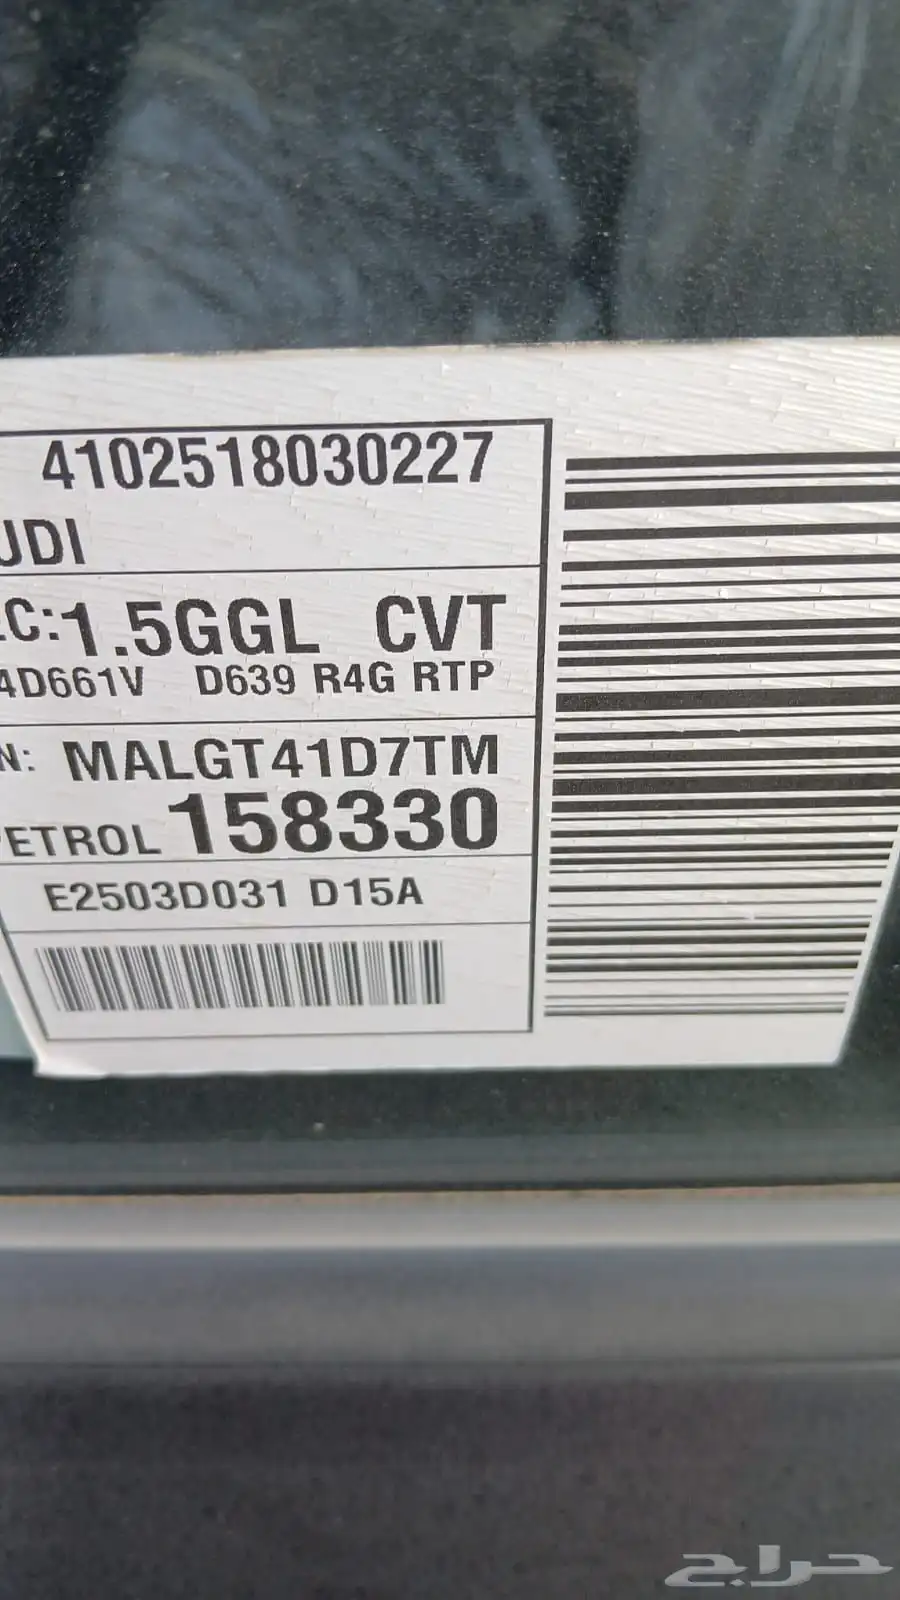 4102518030227
UDI
C:1.5GGL CVT
4D661V D639 R4G RTP
N: MALGT41D7TM
ETROL 158330
E2503D031 D15A
حراج